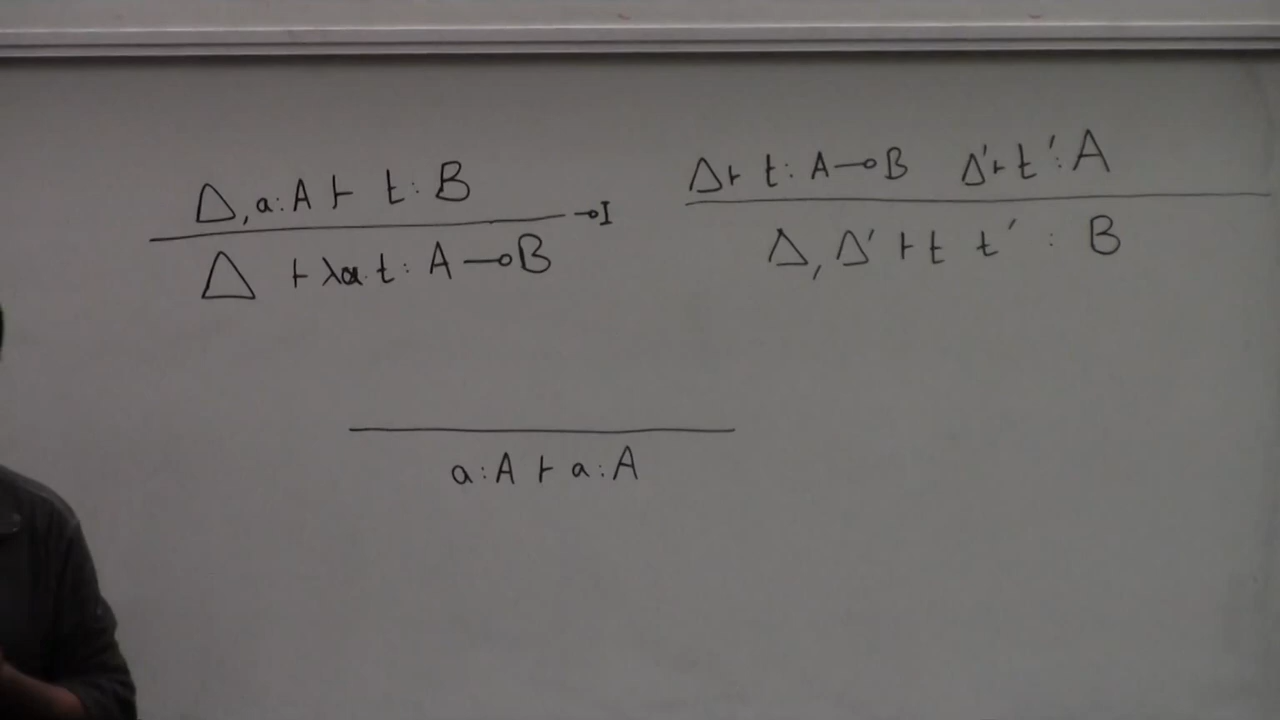 Δ, a:A ⊢ t:B
⊸I
Δ ⊢ λa.t: A ⊸ B
Δ ⊢ t: A ⊸ B Δ' ⊢ t': A
Δ, Δ' ⊢ t t' : B
a:A ⊢ a:A